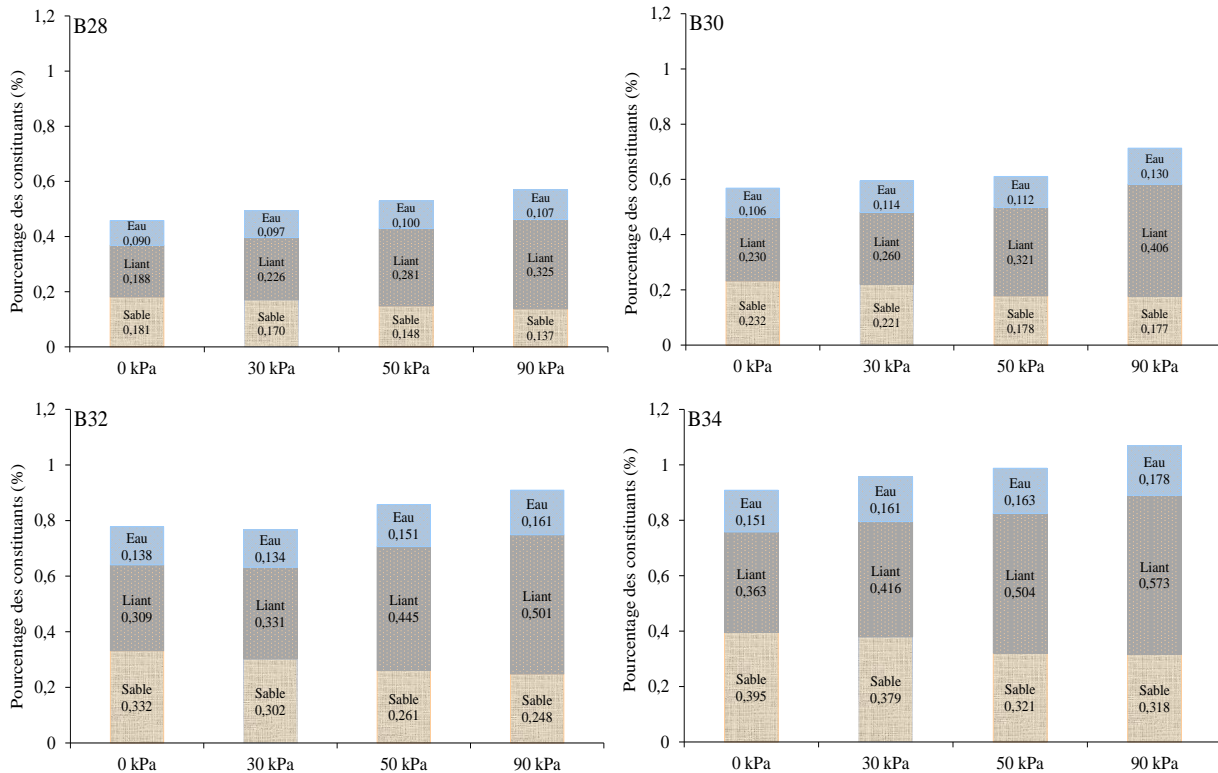 B28
Pourcentage des constituants (%)
1,2
1
0,8
0,6
0,4
0,2
0
Eau
0,090
Liant
0,188
Sable
0,181
Eau
0,097
Liant
0,226
Sable
0,170
Eau
0,100
Liant
0,281
Sable
0,148
Eau
0,107
Liant
0,325
Sable
0,137
0 kPa
30 kPa
50 kPa
90 kPa
B30
Pourcentage des constituants (%)
1,2
1
0,8
0,6
0,4
0,2
0
Eau
0,106
Liant
0,230
Sable
0,232
Eau
0,114
Liant
0,260
Sable
0,221
Eau
0,112
Liant
0,321
Sable
0,178
Eau
0,130
Liant
0,406
Sable
0,177
0 kPa
30 kPa
50 kPa
90 kPa
B32
Pourcentage des constituants (%)
1,2
1
0,8
0,6
0,4
0,2
0
Eau
0,138
Liant
0,309
Sable
0,332
Eau
0,134
Liant
0,331
Sable
0,302
Eau
0,151
Liant
0,445
Sable
0,261
Eau
0,161
Liant
0,501
Sable
0,248
0 kPa
30 kPa
50 kPa
90 kPa
B34
Pourcentage des constituants (%)
1,2
1
0,8
0,6
0,4
0,2
0
Eau
0,151
Liant
0,363
Sable
0,395
Eau
0,161
Liant
0,416
Sable
0,379
Eau
0,163
Liant
0,504
Sable
0,321
Eau
0,178
Liant
0,573
Sable
0,318
0 kPa
30 kPa
50 kPa
90 kPa